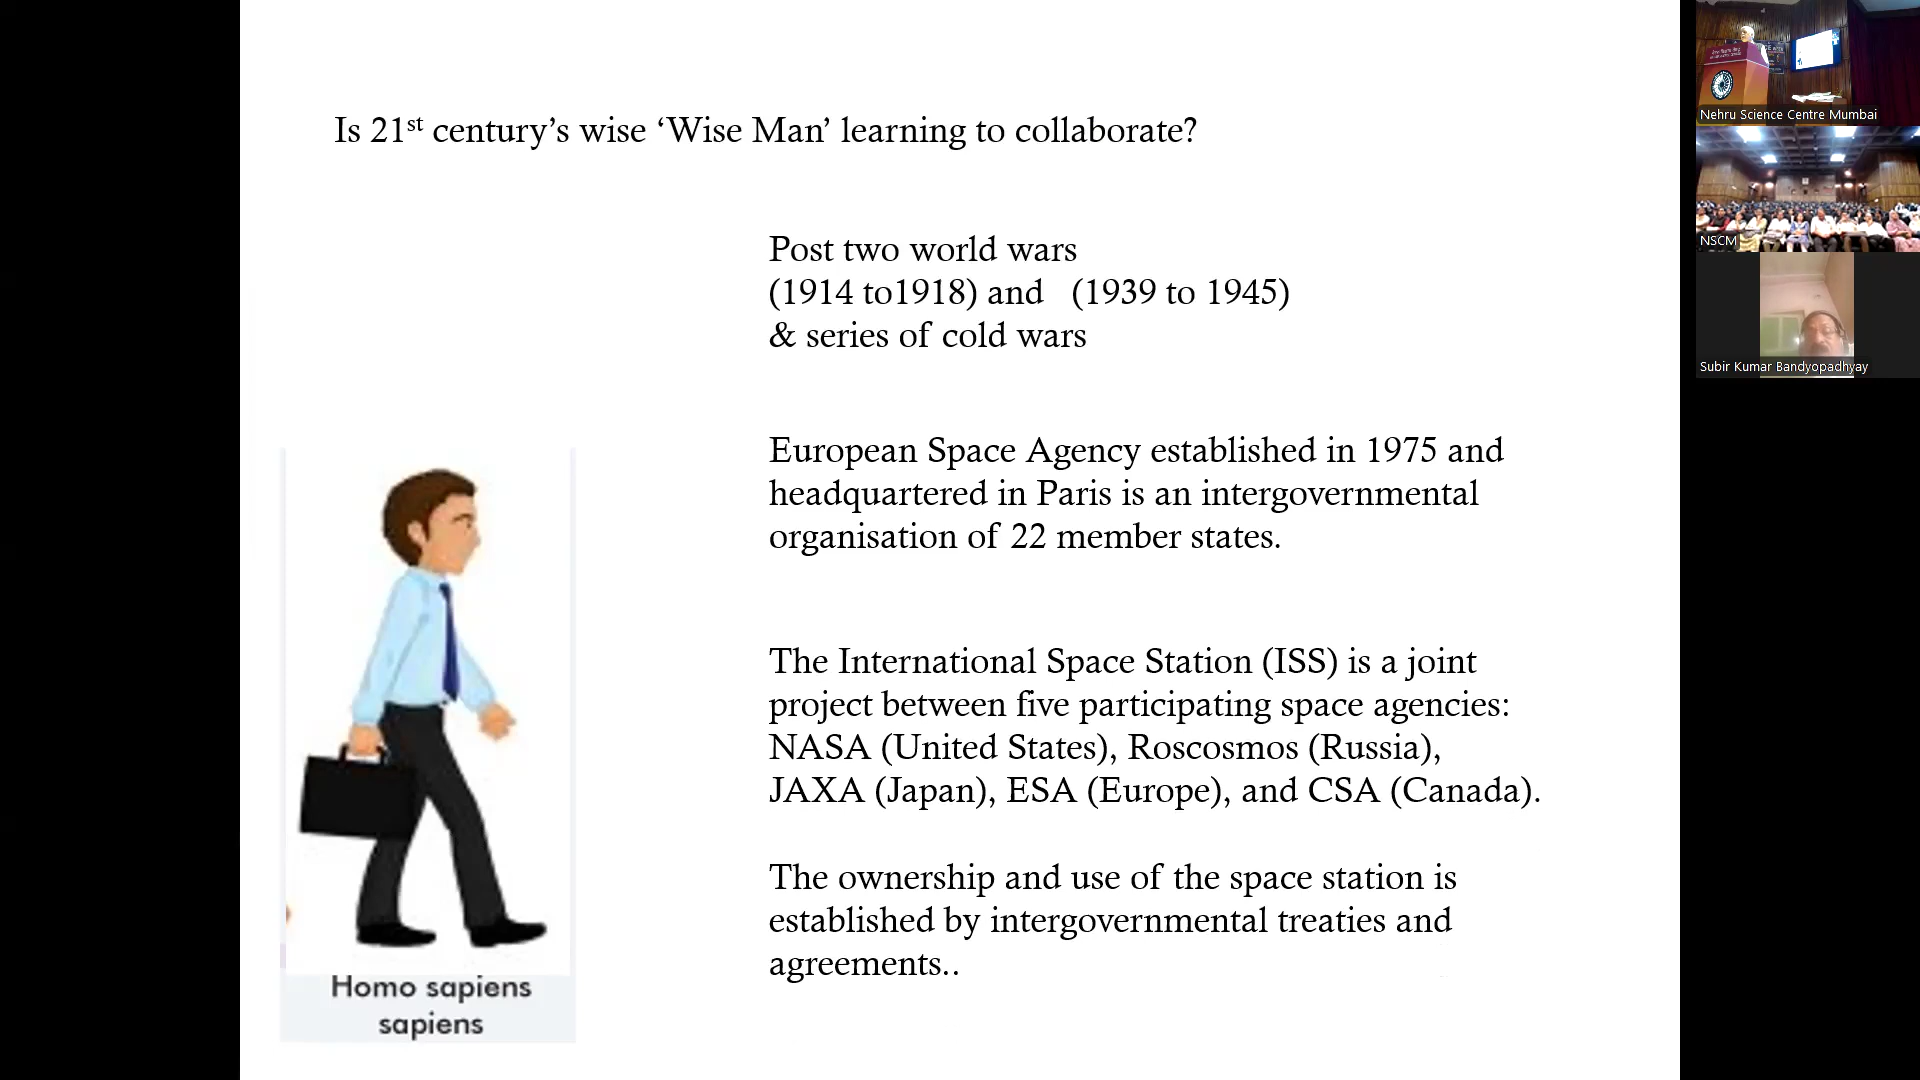 Is 21st century’s wise ‘Wise Man’ learning to collaborate?
Post two world wars
(1914 to1918) and (1939 to 1945)
& series of cold wars
European Space Agency established in 1975 and
headquartered in Paris is an intergovernmental
organisation of 22 member states.
The International Space Station (ISS) is a joint
project between five participating space agencies:
NASA (United States), Roscosmos (Russia),
JAXA (Japan), ESA (Europe), and CSA (Canada).
The ownership and use of the space station is
established by intergovernmental treaties and
agreements..
Homo sapiens
sapiens
Nehru Science Centre Mumbai
NSCM
Subir Kumar Bandyopadhyay